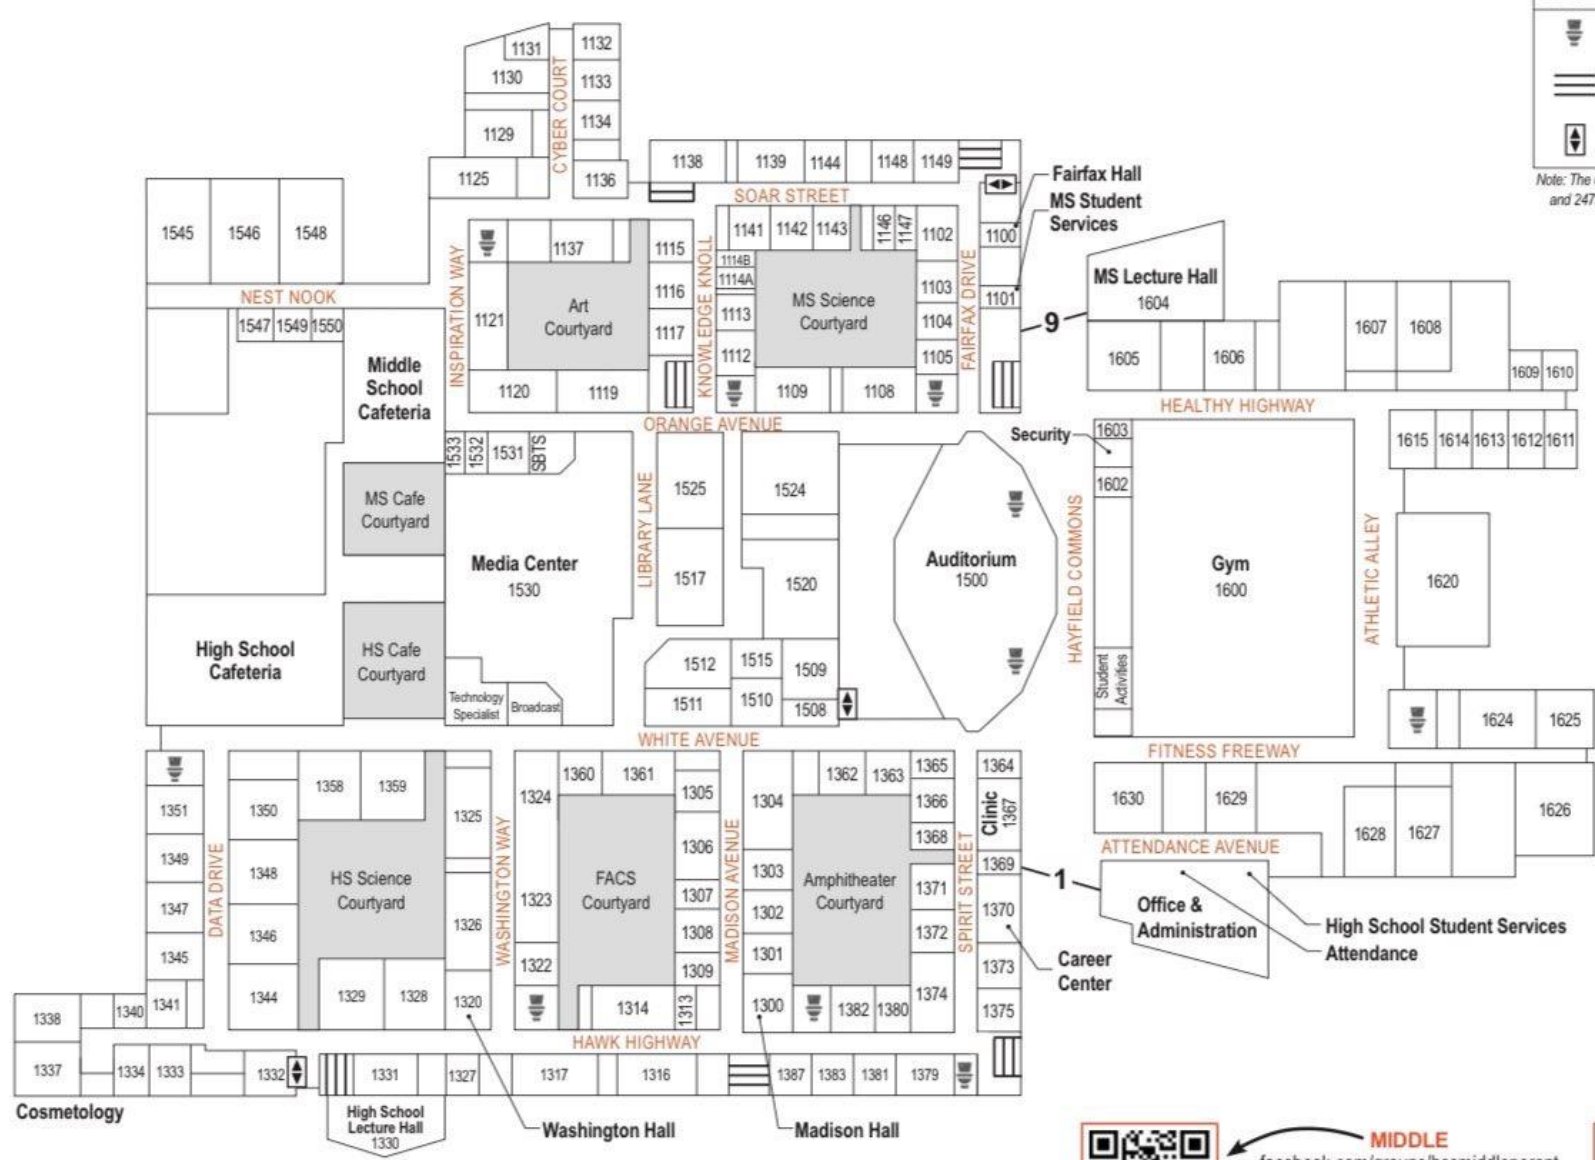 1131
1132
1130
1133
CYBER COURT
1134
1129
1125
1136
1138
1139
1144
1148
1149
SOAR STREET
Fairfax Hall
MS Student
Services
Note: The
and 247
1545
1546
1548
NEST NOOK
1547
1549
1550
INSPIRATION WAY
1137
1115
1116
1117
1121
Art
Courtyard
1120
1119
KNOWLEDGE KNOLL
1141
1142
1143
1146
1147
1102
1114B
1114A
1113
1112
MS Science
Courtyard
1103
1104
1105
1109
1108
FAIRFAX DRIVE
1100
1101
9
MS Lecture Hall
1604
1605
1606
1607
1608
1609
1610
HEALTHY HIGHWAY
Middle
School
Cafeteria
ORANGE AVENUE
1533
1532
1531
SBTS
MS Cafe
Courtyard
Media Center
1530
LIBRARY LANE
1525
1524
1517
1520
Auditorium
1500
Security
1603
1602
HAYFIELD COMMONS
Gym
1600
ATHLETIC ALLEY
1615
1614
1613
1612
1611
1620
High School
Cafeteria
HS Cafe
Courtyard
Technology
Specialist
Broadcast
1512
1515
1509
1511
1510
1508
Student
Activities
1624
1625
WHITE AVENUE
FITNESS FREEWAY
1351
1349
1347
1345
1341
1340
1338
1337
1334
1333
1332
Cosmetology
DATA DRIVE
1350
1358
1359
1348
1346
1344
HS Science
Courtyard
1329
1328
1325
1326
1320
WASHINGTON WAY
1324
1360
1361
1305
1306
1323
FACS
Courtyard
1307
1308
1309
1322
1314
1313
MADISON AVENUE
1304
1362
1363
1365
1366
1368
1303
1302
1301
1300
Amphitheater
Courtyard
1371
1372
1374
1382
1380
SPIRIT STREET
1364
Clinic
1367
1369
1370
1373
1375
1
Career
Center
1630
1629
1628
1627
1626
ATTENDANCE AVENUE
Office &
Administration
High School Student Services
Attendance
HAWK HIGHWAY
1331
1327
1317
1316
1387
1383
1381
1379
High School
Lecture Hall
1330
Washington Hall
Madison Hall
MIDDLE